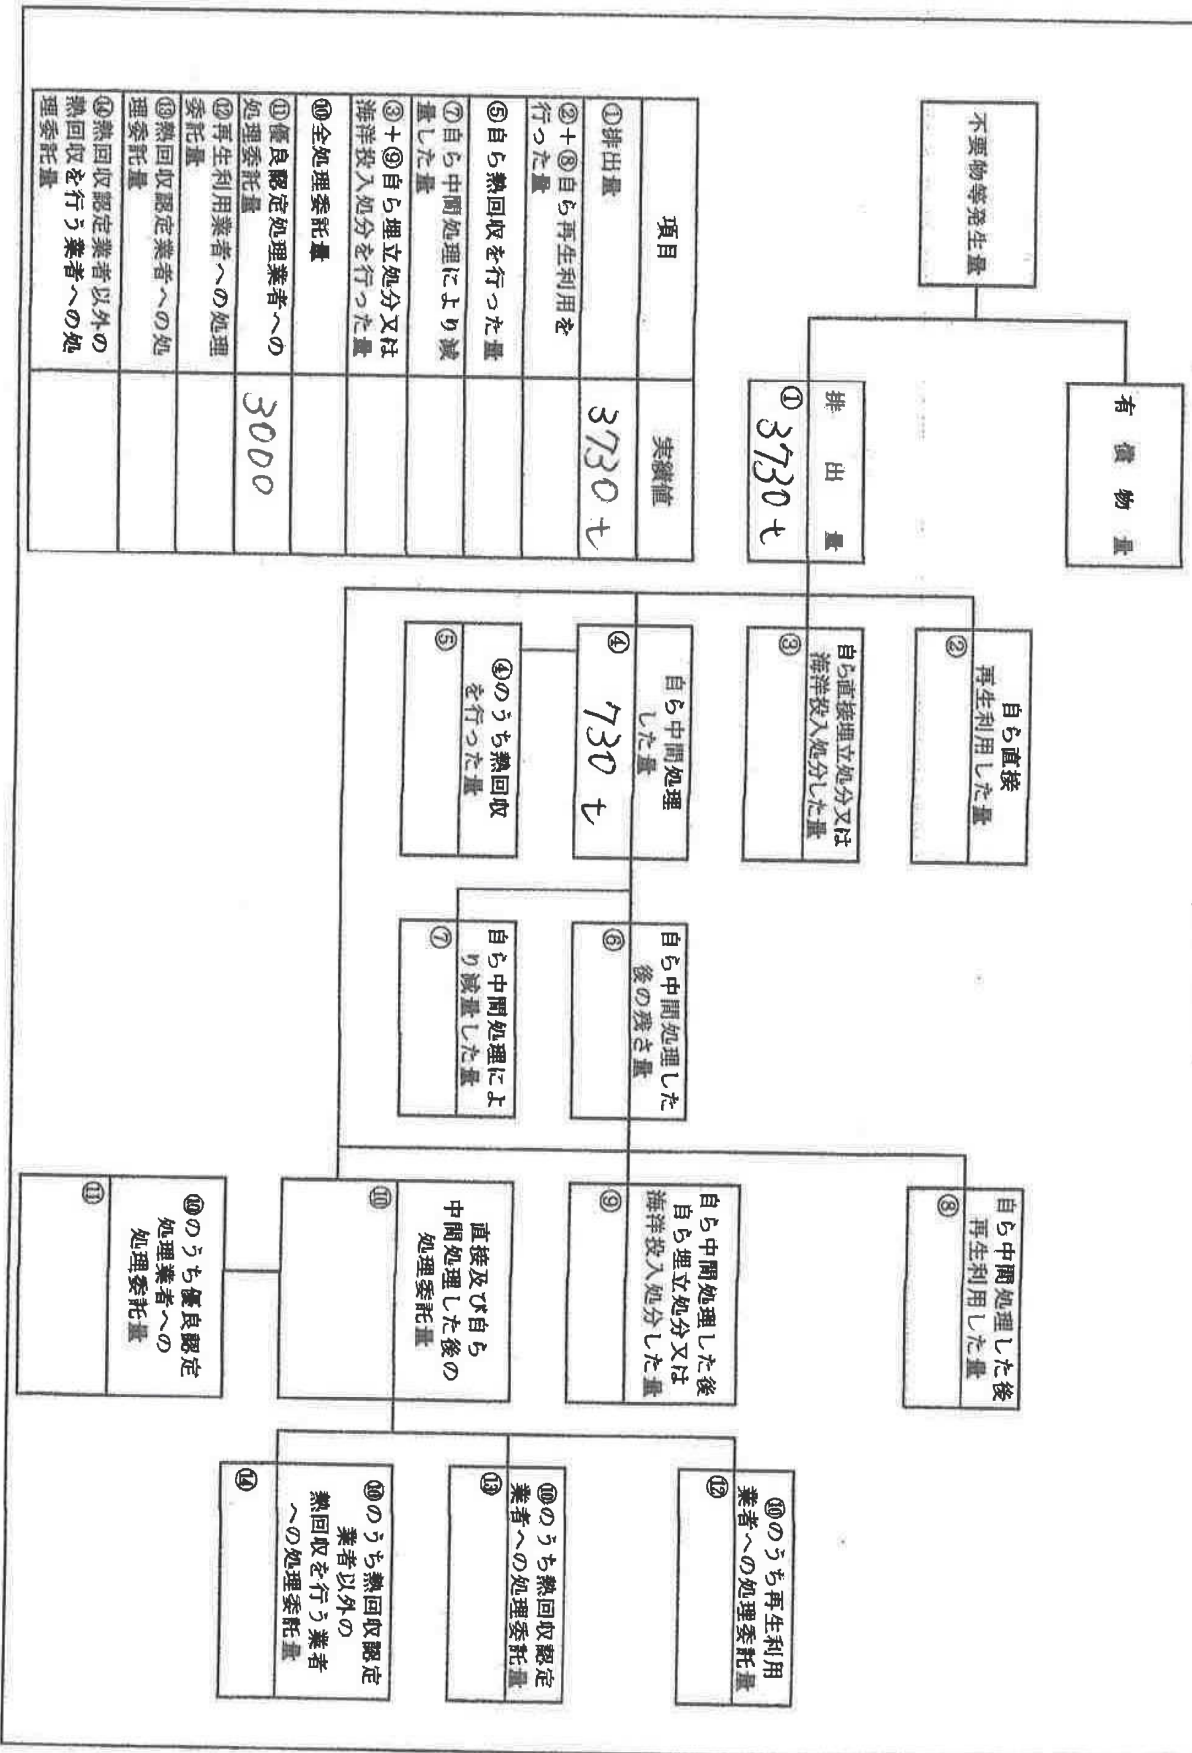 不要物等発生量
有償物量
排出量
① 3730 t
自ら直接
再生利用した量
②
自ら直接埋立処分又は
海洋投入処分した量
③
自ら中間処理
した量
④ 730 t
④のうち熱回収
を行った量
⑤
自ら中間処理した
後の残さ量
⑥
自ら中間処理によ
り減量した量
⑦
自ら中間処理した後
再生利用した量
⑧
自ら中間処理した後
自ら埋立処分又は
海洋投入処分した量
⑨
直接及び自ら
中間処理した後の
処理委託量
⑩
⑩のうち優良認定
処理業者への
処理委託量
⑪
⑩のうち再生利用
業者への処理委託量
⑫
⑩のうち熱回収認定
業者への処理委託量
⑬
⑩のうち熱回収認定
業者以外の
熱回収を行う業者
への処理委託量
⑭
項目 実績値
①排出量 3730 t
②+⑧自ら再生利用を
行った量
⑤自ら熱回収を行った量
⑦自ら中間処理により減
量した量
③+⑨自ら埋立処分又は
海洋投入処分を行った量
⑩全処理委託量
⑪優良認定処理業者への
処理委託量 3000
⑫再生利用業者への処理
委託量
⑬熱回収認定業者への処
理委託量
⑭熱回収認定業者以外の
熱回収を行う業者への処
理委託量